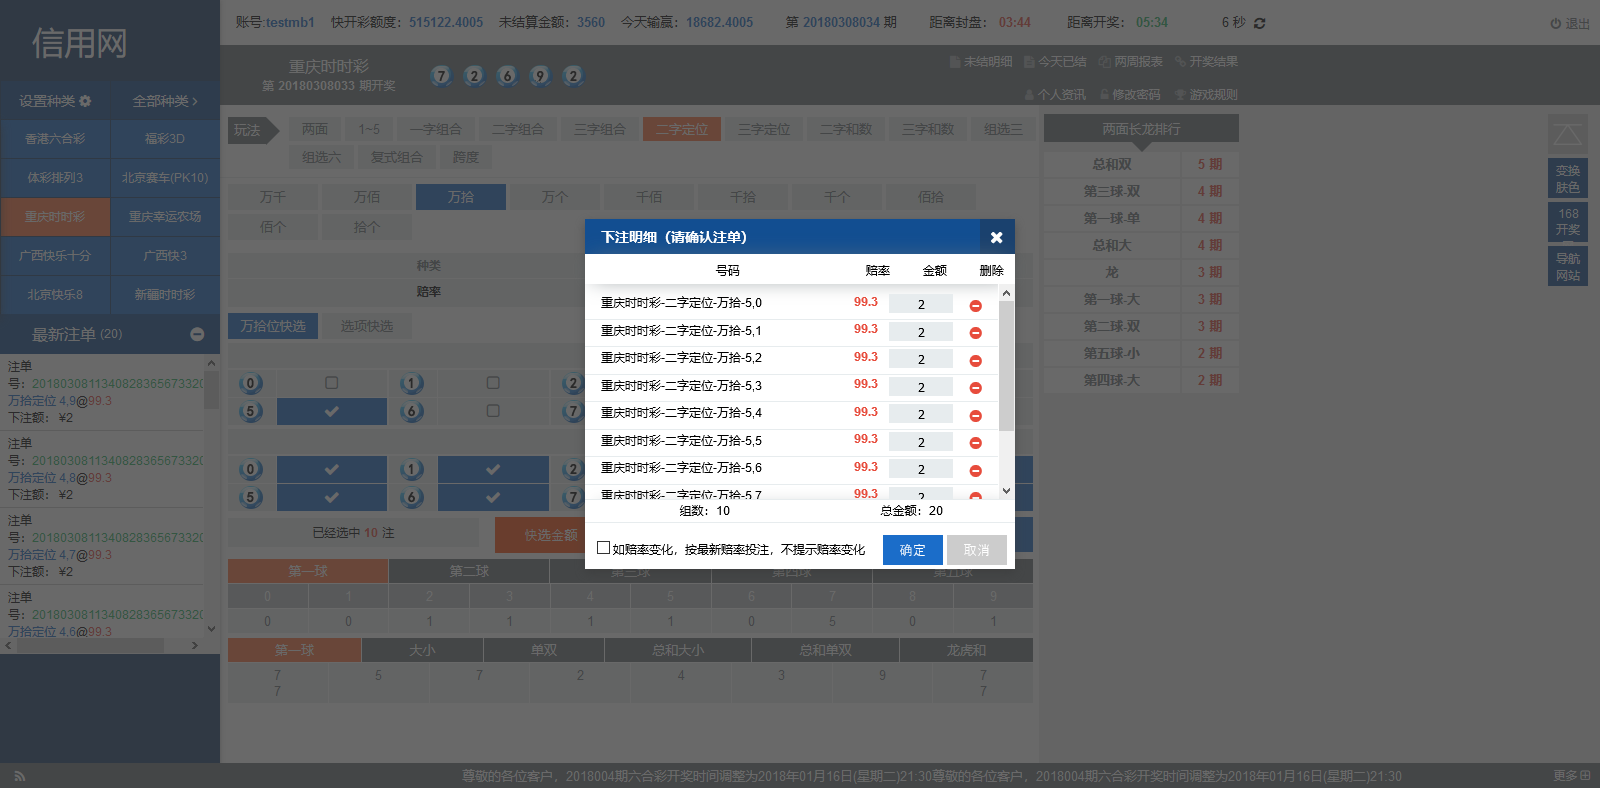 信用网
账号:testmb1 快开彩额度: 515122.4005 未结算金额: 3560 今天输赢: 18682.4005 第 20180308034 期 距离封盘: 03:44 距离开奖: 05:34 6 秒
退出
重庆时时彩
第 20180308033 期开奖
7 2 6 9 2
未结明细 今天已结 两周报表 开奖结果
个人资讯 修改密码 游戏规则
设置种类 全部种类
香港六合彩 福彩3D
体彩排列3 北京赛车(PK10)
重庆时时彩 重庆幸运农场
广西快乐十分 广西快3
北京快乐8 新疆时时彩
最新注单 (20)
注单
号: 2018030811340828365673320
万拾定位 4,9@99.3
下注额: ¥2
注单
号: 2018030811340828365673320
万拾定位 4,8@99.3
下注额: ¥2
注单
号: 2018030811340828365673320
万拾定位 4,7@99.3
下注额: ¥2
注单
号: 2018030811340828365673320
万拾定位 4,6@99.3
玩法 两面 1~5 一字组合 二字组合 三字组合 二字定位 三字定位 二字和数 三字和数 组选三
组选六 复式组合 跨度
万千 万佰 万拾 万个 千佰 千拾 千个 佰拾
佰个 拾个
种类
赔率
万拾位快选 选项快选
0 1 2
5 6 7
0 1 2
5 6 7
已经选中 10 注 快选金额
第一球 第二球 第三球 第四球 第五球
0 1 2 3 4 5 6 7 8 9
0 0 1 1 1 1 0 5 0 1
第一球 大小 单双 总和大小 总和单双 龙虎和
7 5 7 2 4 3 9 7
7 7
下注明细（请确认注单）
号码 赔率 金额 删除
重庆时时彩-二字定位-万拾-5,0 99.3 2
重庆时时彩-二字定位-万拾-5,1 99.3 2
重庆时时彩-二字定位-万拾-5,2 99.3 2
重庆时时彩-二字定位-万拾-5,3 99.3 2
重庆时时彩-二字定位-万拾-5,4 99.3 2
重庆时时彩-二字定位-万拾-5,5 99.3 2
重庆时时彩-二字定位-万拾-5,6 99.3 2
重庆时时彩-二字定位-万拾-5,7 99.3 2
组数: 10 总金额: 20
如赔率变化，按最新赔率投注，不提示赔率变化 确定 取消
两面长龙排行
总和双 5 期
第三球-双 4 期
第一球-单 4 期
总和大 4 期
龙 3 期
第一球-大 3 期
第二球-双 3 期
第五球-小 2 期
第四球-大 2 期
变换
肤色
168
开奖
导航
网站
尊敬的各位客户，2018004期六合彩开奖时间调整为2018年01月16日(星期二)21:30尊敬的各位客户，2018004期六合彩开奖时间调整为2018年01月16日(星期二)21:30
更多